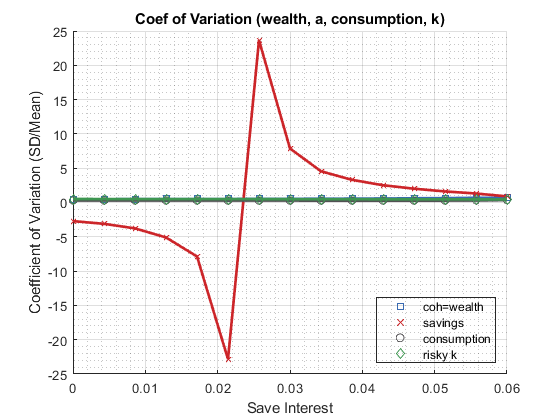 Coef of Variation (wealth, a, consumption, k)
Coefficient of Variation (SD/Mean)
25
20
15
10
5
0
-5
-10
-15
-20
-25
coh=wealth
savings
consumption
risky k
0
0.01
0.02
0.03
0.04
0.05
0.06
Save Interest